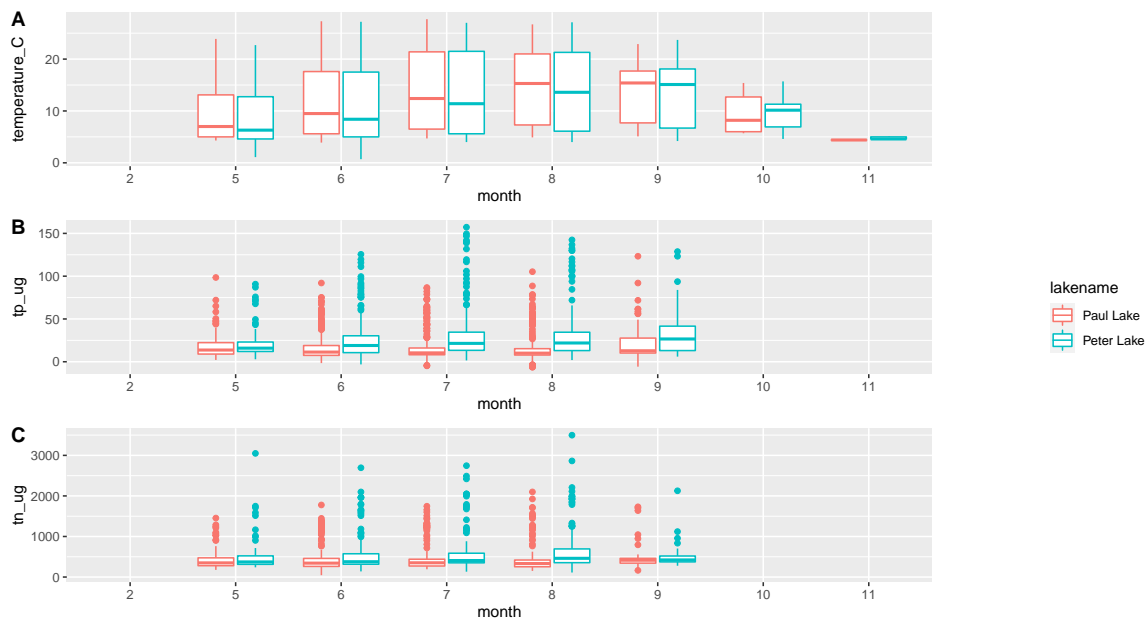 A
temperature_C
20
10
0
2 5 6 7 8 9 10 11
month
B
tp_ug
150
100
50
0
2 5 6 7 8 9 10 11
month
lakename
Paul Lake
Peter Lake
C
tn_ug
3000
2000
1000
0
2 5 6 7 8 9 10 11
month